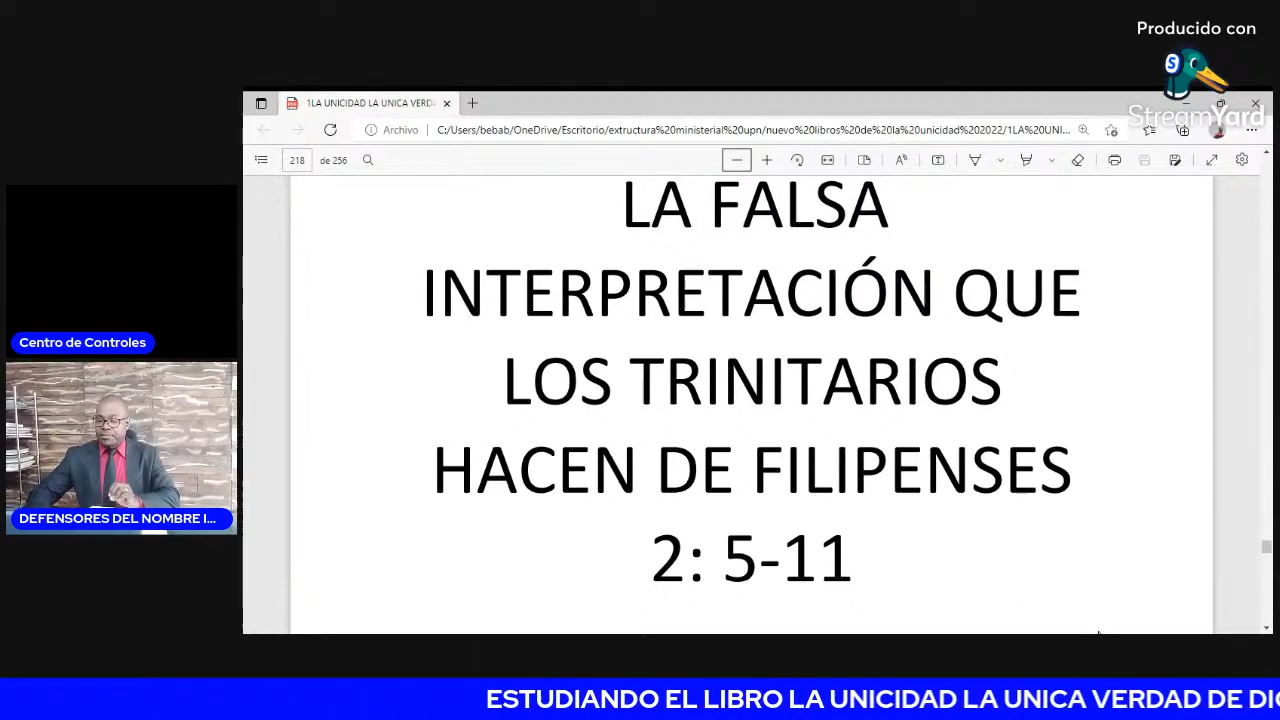 Producido con
StreamYard
1LA UNICIDAD LA UNICA VERD
Archivo
C:/Users/bebab/OneDrive/Escritorio/extructura%20ministerial%20upn/nuevo%20libros%20de%20la%20unicidad%202022/1LA%20UNI...
218 de 256
LA FALSA
INTERPRETACIÓN QUE
LOS TRINITARIOS
HACEN DE FILIPENSES
2: 5-11
Centro de Controles
DEFENSORES DEL NOMBRE I...
ESTUDIANDO EL LIBRO LA UNICIDAD LA UNICA VERDAD DE DI